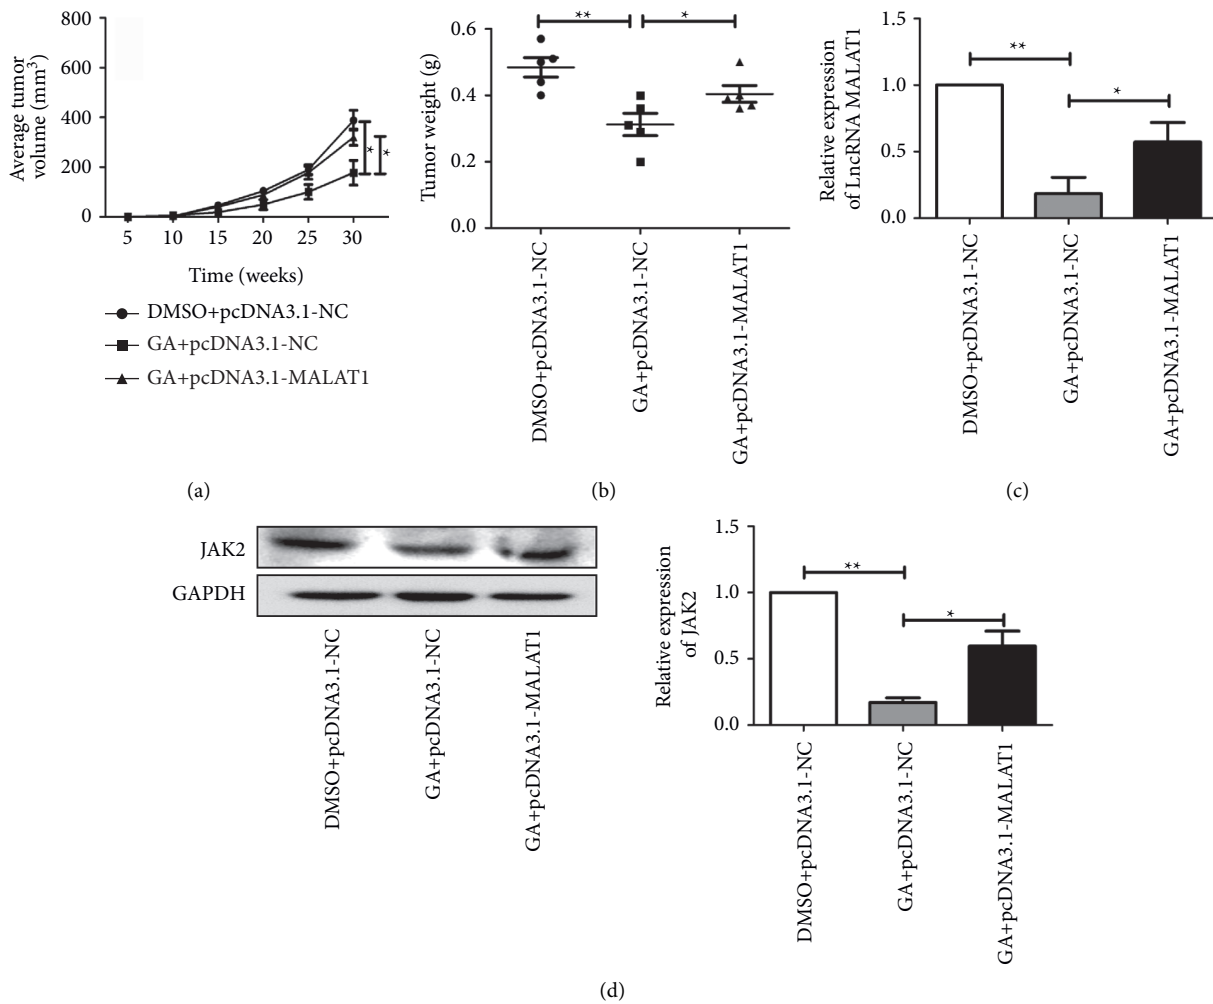 800
600
400
200
0
Average tumor
volume (mm3)
*
*
5 10 15 20 25 30
Time (weeks)
DMSO+pcDNA3.1-NC
GA+pcDNA3.1-NC
GA+pcDNA3.1-MALAT1
(a)
**
*
0.6
0.4
0.2
0.0
Tumor weight (g)
DMSO+pcDNA3.1-NC
GA+pcDNA3.1-NC
GA+pcDNA3.1-MALAT1
(b)
1.5
1.0
0.5
0.0
Relative expression
of LncRNA MALAT1
**
*
DMSO+pcDNA3.1-NC
GA+pcDNA3.1-NC
GA+pcDNA3.1-MALAT1
(c)
JAK2
GAPDH
DMSO+pcDNA3.1-NC
GA+pcDNA3.1-NC
GA+pcDNA3.1-MALAT1
1.5
1.0
0.5
0.0
Relative expression
of JAK2
**
*
DMSO+pcDNA3.1-NC
GA+pcDNA3.1-NC
GA+pcDNA3.1-MALAT1
(d)